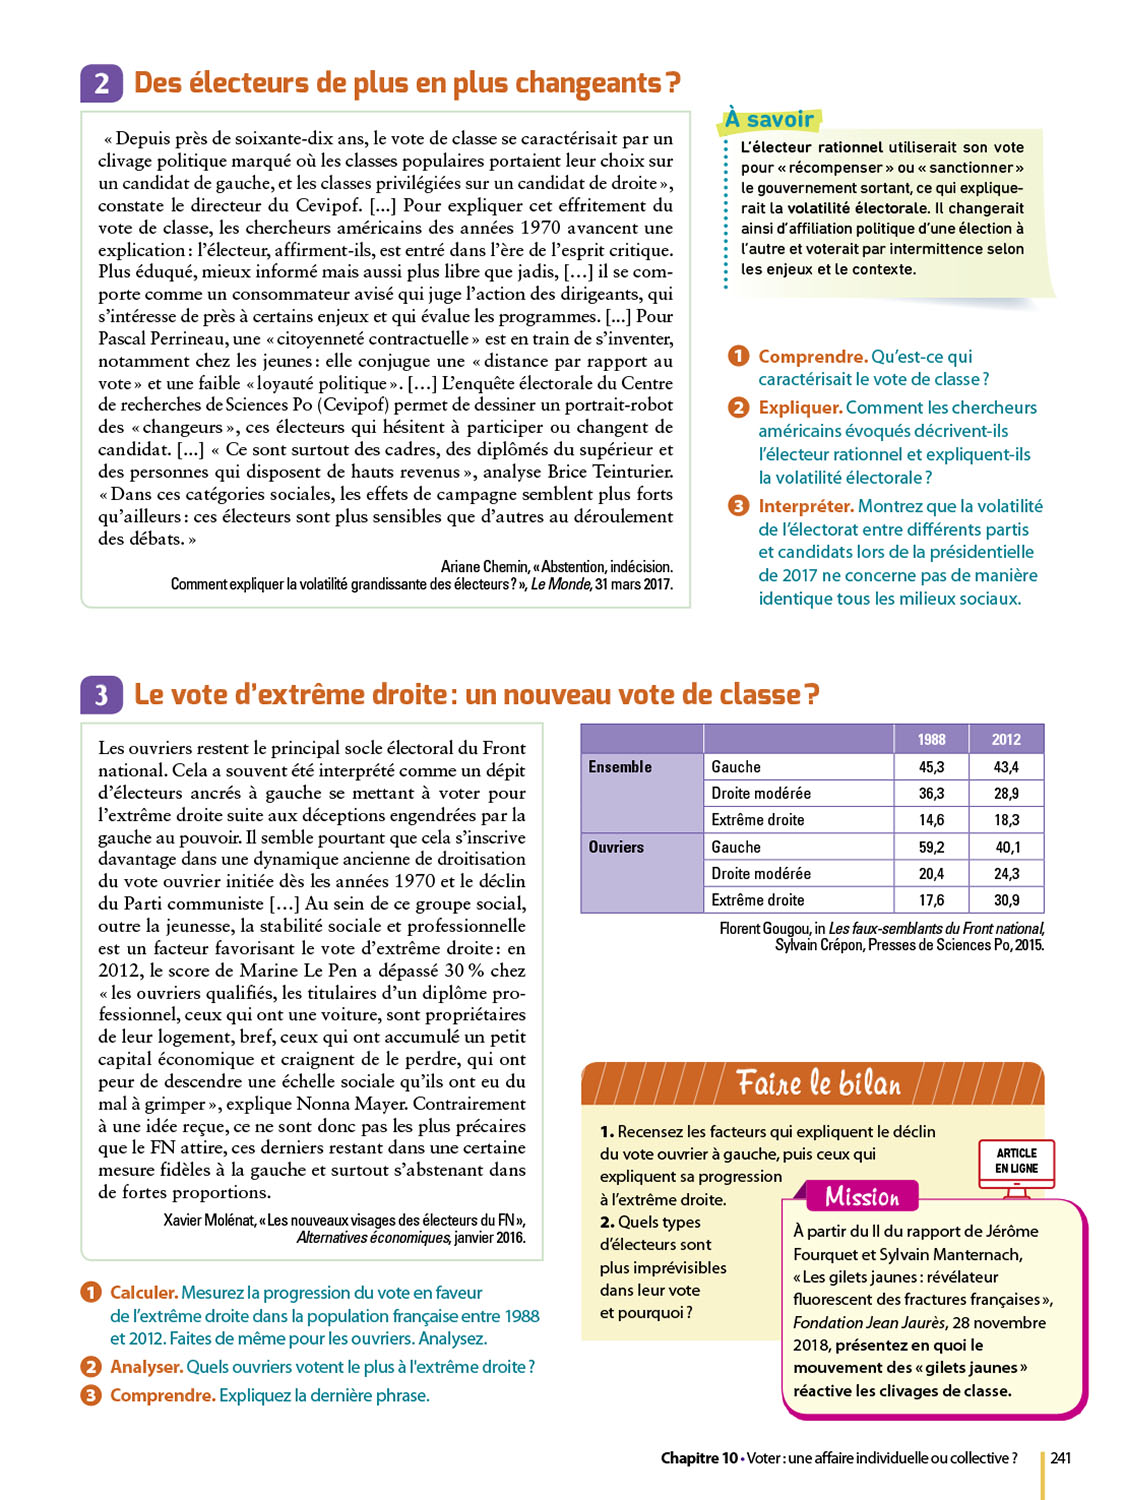 2 Des électeurs de plus en plus changeants ?
« Depuis près de soixante-dix ans, le vote de classe se caractérisait par un
clivage politique marqué où les classes populaires portaient leur choix sur
un candidat de gauche, et les classes privilégiées sur un candidat de droite »,
constate le directeur du Cevipof. [...] Pour expliquer cet effritement du
vote de classe, les chercheurs américains des années 1970 avancent une
explication : l’électeur, affirment-ils, est entré dans l’ère de l’esprit critique.
Plus éduqué, mieux informé mais aussi plus libre que jadis, […] il se com-
porte comme un consommateur avisé qui juge l’action des dirigeants, qui
s’intéresse de près à certains enjeux et qui évalue les programmes. [...] Pour
Pascal Perrineau, une « citoyenneté contractuelle » est en train de s’inventer,
notamment chez les jeunes : elle conjugue une « distance par rapport au
vote » et une faible « loyauté politique ». […] L’enquête électorale du Centre
de recherches de Sciences Po (Cevipof) permet de dessiner un portrait-robot
des « changeurs », ces électeurs qui hésitent à participer ou changent de
candidat. [...] « Ce sont surtout des cadres, des diplômés du supérieur et
des personnes qui disposent de hauts revenus », analyse Brice Teinturier.
« Dans ces catégories sociales, les effets de campagne semblent plus forts
qu’ailleurs : ces électeurs sont plus sensibles que d’autres au déroulement
des débats. »
Ariane Chemin, « Abstention, indécision.
Comment expliquer la volatilité grandissante des électeurs ? », Le Monde, 31 mars 2017.
À savoir
L’électeur rationnel utiliserait son vote
pour « récompenser » ou « sanctionner »
le gouvernement sortant, ce qui explique-
rait la volatilité électorale. Il changerait
ainsi d’affiliation politique d’une élection à
l’autre et voterait par intermittence selon
les enjeux et le contexte.
1 Comprendre. Qu’est-ce qui
caractérisait le vote de classe ?
2 Expliquer. Comment les chercheurs
américains évoqués décrivent-ils
l’électeur rationnel et expliquent-ils
la volatilité électorale ?
3 Interpréter. Montrez que la volatilité
de l’électorat entre différents partis
et candidats lors de la présidentielle
de 2017 ne concerne pas de manière
identique tous les milieux sociaux.
3 Le vote d’extrême droite : un nouveau vote de classe ?
Les ouvriers restent le principal socle électoral du Front
national. Cela a souvent été interprété comme un dépit
d’électeurs ancrés à gauche se mettant à voter pour
l’extrême droite suite aux déceptions engendrées par la
gauche au pouvoir. Il semble pourtant que cela s’inscrive
davantage dans une dynamique ancienne de droitisation
du vote ouvrier initiée dès les années 1970 et le déclin
du Parti communiste […] Au sein de ce groupe social,
outre la jeunesse, la stabilité sociale et professionnelle
est un facteur favorisant le vote d’extrême droite : en
2012, le score de Marine Le Pen a dépassé 30 % chez
« les ouvriers qualifiés, les titulaires d’un diplôme pro-
fessionnel, ceux qui ont une voiture, sont propriétaires
de leur logement, bref, ceux qui ont accumulé un petit
capital économique et craignent de le perdre, qui ont
peur de descendre une échelle sociale qu’ils ont eu du
mal à grimper », explique Nonna Mayer. Contrairement
à une idée reçue, ce ne sont donc pas les plus précaires
que le FN attire, ces derniers restant dans une certaine
mesure fidèles à la gauche et surtout s’abstenant dans
de fortes proportions.
Xavier Molénat, « Les nouveaux visages des électeurs du FN »,
Alternatives économiques, janvier 2016.
1988 2012
Ensemble Gauche 45,3 43,4
Droite modérée 36,3 28,9
Extrême droite 14,6 18,3
Ouvriers Gauche 59,2 40,1
Droite modérée 20,4 24,3
Extrême droite 17,6 30,9
Florent Gougou, in Les faux-semblants du Front national,
Sylvain Crépon, Presses de Sciences Po, 2015.
1 Calculer. Mesurez la progression du vote en faveur
de l’extrême droite dans la population française entre 1988
et 2012. Faites de même pour les ouvriers. Analysez.
2 Analyser. Quels ouvriers votent le plus à l'extrême droite ?
3 Comprendre. Expliquez la dernière phrase.
Faire le bilan
1. Recensez les facteurs qui expliquent le déclin
du vote ouvrier à gauche, puis ceux qui
expliquent sa progression
à l’extrême droite.
2. Quels types
d’électeurs sont
plus imprévisibles
dans leur vote
et pourquoi ?
ARTICLE
EN LIGNE
Mission
À partir du II du rapport de Jérôme
Fourquet et Sylvain Manternach,
« Les gilets jaunes : révélateur
fluorescent des fractures françaises »,
Fondation Jean Jaurès, 28 novembre
2018, présentez en quoi le
mouvement des « gilets jaunes »
réactive les clivages de classe.
Chapitre 10 • Voter : une affaire individuelle ou collective ? 241